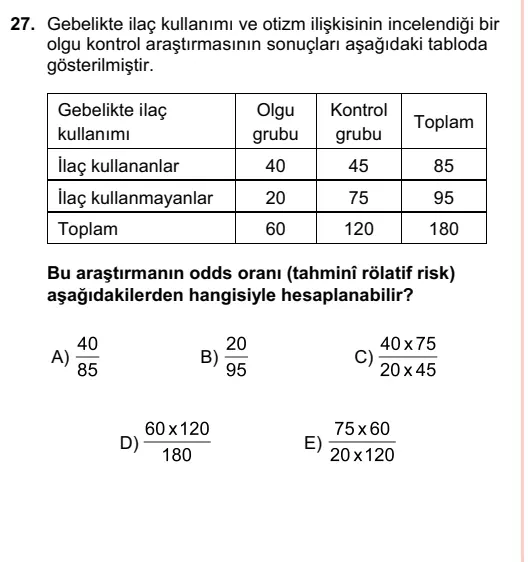 27. Gebelikte ilaç kullanımı ve otizm ilişkisinin incelendiği bir
olgu kontrol araştırmasının sonuçları aşağıdaki tabloda
gösterilmiştir.
Gebelikte ilaç kullanımı Olgu grubu Kontrol grubu Toplam
İlaç kullananlar 40 45 85
İlaç kullanmayanlar 20 75 95
Toplam 60 120 180
Bu araştırmanın odds oranı (tahminî rölatif risk)
aşağıdakilerden hangisiyle hesaplanabilir?
A) 40/85 B) 20/95 C) 40 x 75/20 x 45
D) 60 x 120/180 E) 75 x 60/20 x 120